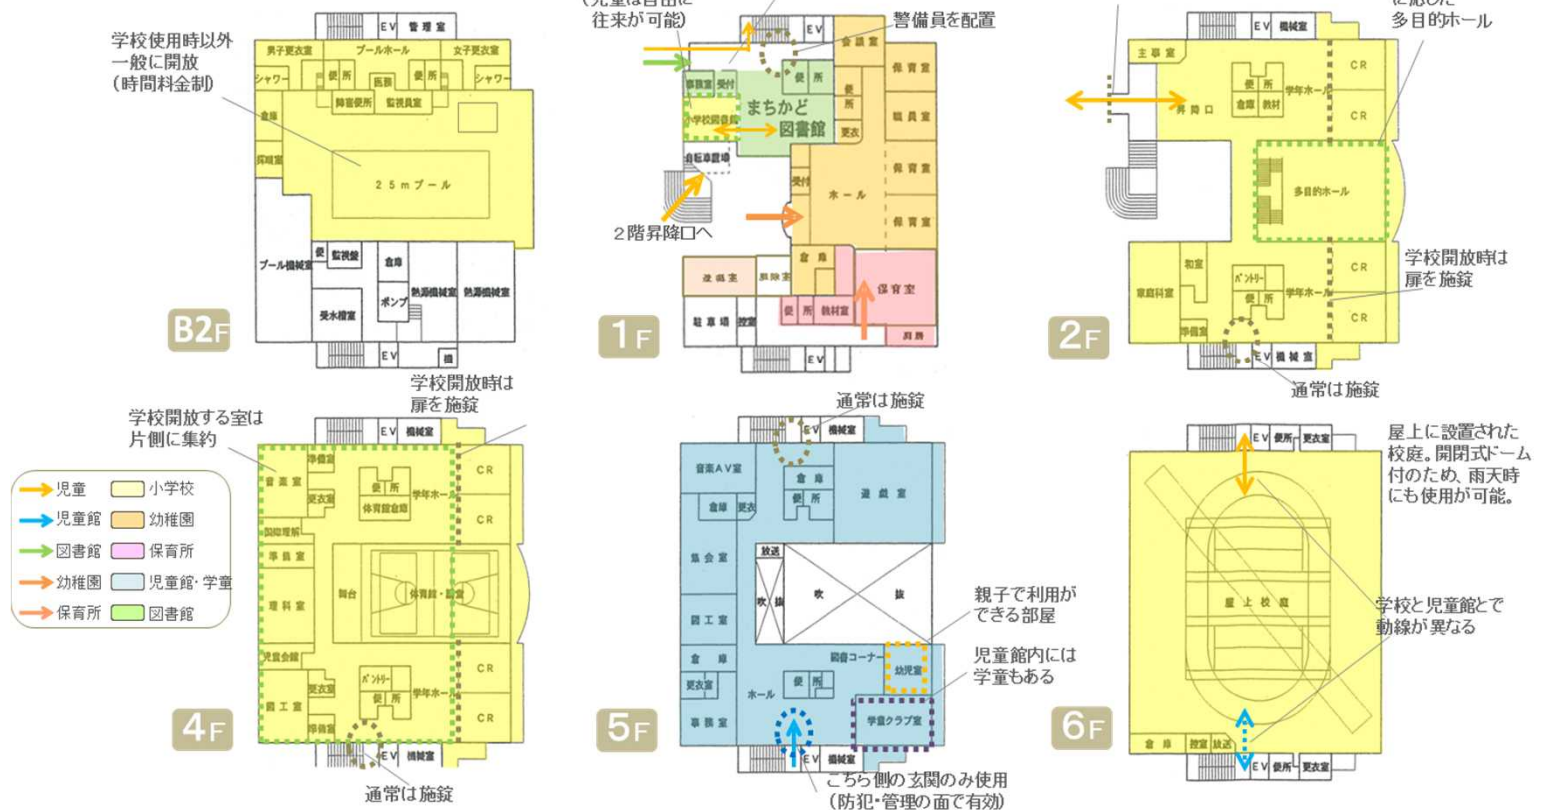 学校使用時以外
一般に開放
(時間料金制)
EV
管理室
男子更衣室
プールホール
女子更衣室
シャワー
便所
医務
便所
シャワー
障害便所
監視員室
倉庫
採暖室
25mプール
プール機械室
便
監視盤
倉庫
ポンプ
受水槽室
熱源機械室
熱源機械室
EV
機
B2F
往来が可能)
警備員を配置
EV
会議室
事務室
受付
便所
保育室
まちかど
図書館
小学校図書館
便所
職員室
更衣
自転車置場
保育室
受付
ホール
保育室
2階昇降口へ
倉庫
遊戯室
保育室
駐車場
控室
便所
教材室
EV
1F
に応じた
多目的ホール
EV
機械室
主事室
CR
便所
倉庫
教材
学年ホール
昇降口
CR
多目的ホール
学校開放時は
扉を施錠
和室
パントリー
CR
家庭科室
便所
学年ホール
準備室
CR
EV
機械室
2F
通常は施錠
学校開放時は
扉を施錠
学校開放する室は
片側に集約
EV
機械室
準備室
音楽室
更衣室
便所
体育館倉庫
学年ホール
CR
CR
国際理解
準備室
理科室
舞台
児童会館
更衣室
図工室
準備室
パントリー
便所
学年ホール
CR
CR
EV
機械室
4F
通常は施錠
児童
小学校
児童館
幼稚園
図書館
保育所
幼稚園
児童館・学童
保育所
図書館
通常は施錠
EV
機械室
音楽AV室
倉庫
便所
遊戯室
倉庫
更衣
集会室
放送
吹抜
吹抜
図工室
倉庫
図書コーナー
幼児室
更衣室
便所
ホール
事務室
学童クラブ室
EV
機械室
5F
親子で利用が
できる部屋
児童館内には
学童もある
こちら側の玄関のみ使用
(防犯・管理の面で有効)
EV
便所
更衣室
屋上に設置された
校庭。開閉式ドーム
付のため、雨天時
にも使用が可能。
屋上校庭
学校と児童館とで
動線が異なる
倉庫
控室
放送
EV
便所
更衣室
6F